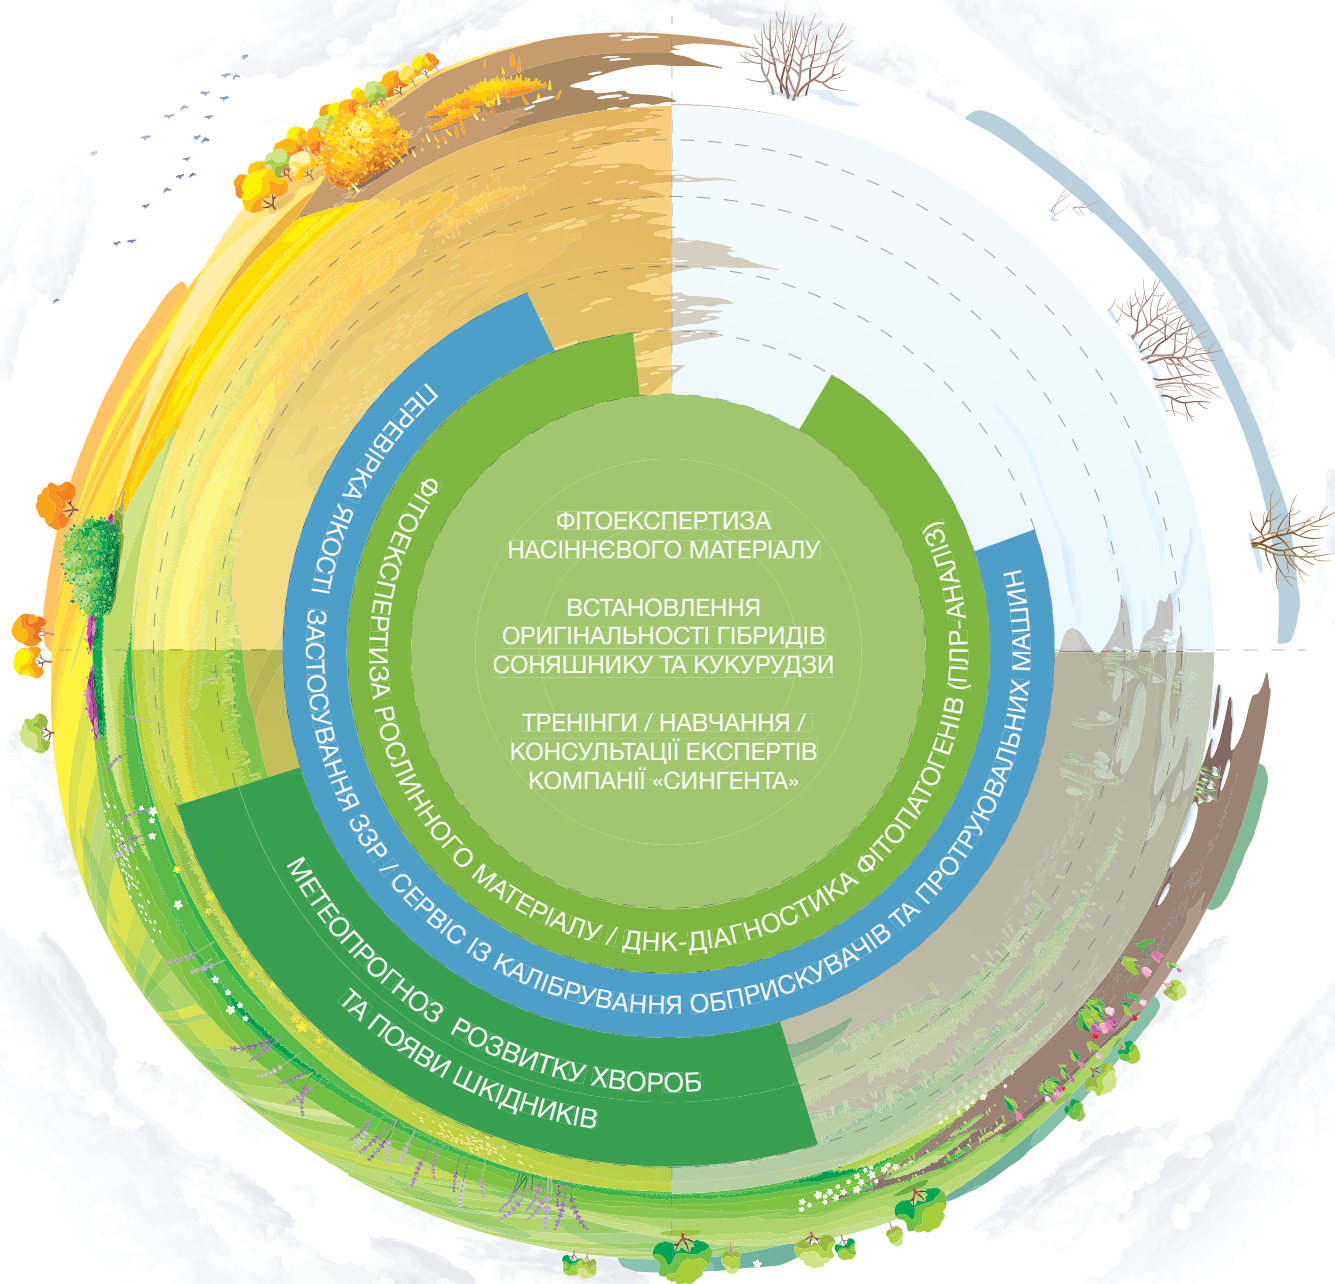 ФІТОЕКСПЕРТИЗА
НАСІННЄВОГО МАТЕРІАЛУ
ВСТАНОВЛЕННЯ
ОРИГІНАЛЬНОСТІ ГІБРИДІВ
СОНЯШНИКУ ТА КУКУРУДЗИ
ТРЕНІНГИ / НАВЧАННЯ /
КОНСУЛЬТАЦІЇ ЕКСПЕРТІВ
КОМПАНІЇ «СИНГЕНТА»
ФІТОЕКСПЕРТИЗА РОСЛИННОГО МАТЕРІАЛУ / ДНК-ДІАГНОСТИКА ФІТОПАТОГЕНІВ (ПЛР-АНАЛІЗ)
ПЕРЕВІРКА ЯКОСТІ ЗАСТОСУВАННЯ ЗЗР / СЕРВІС ІЗ КАЛІБРУВАННЯ ОБПРИСКУВАЧІВ ТА ПРОТРУЮВАЛЬНИХ МАШИН
МЕТЕОПРОГНОЗ РОЗВИТКУ ХВОРОБ
ТА ПОЯВИ ШКІДНИКІВ